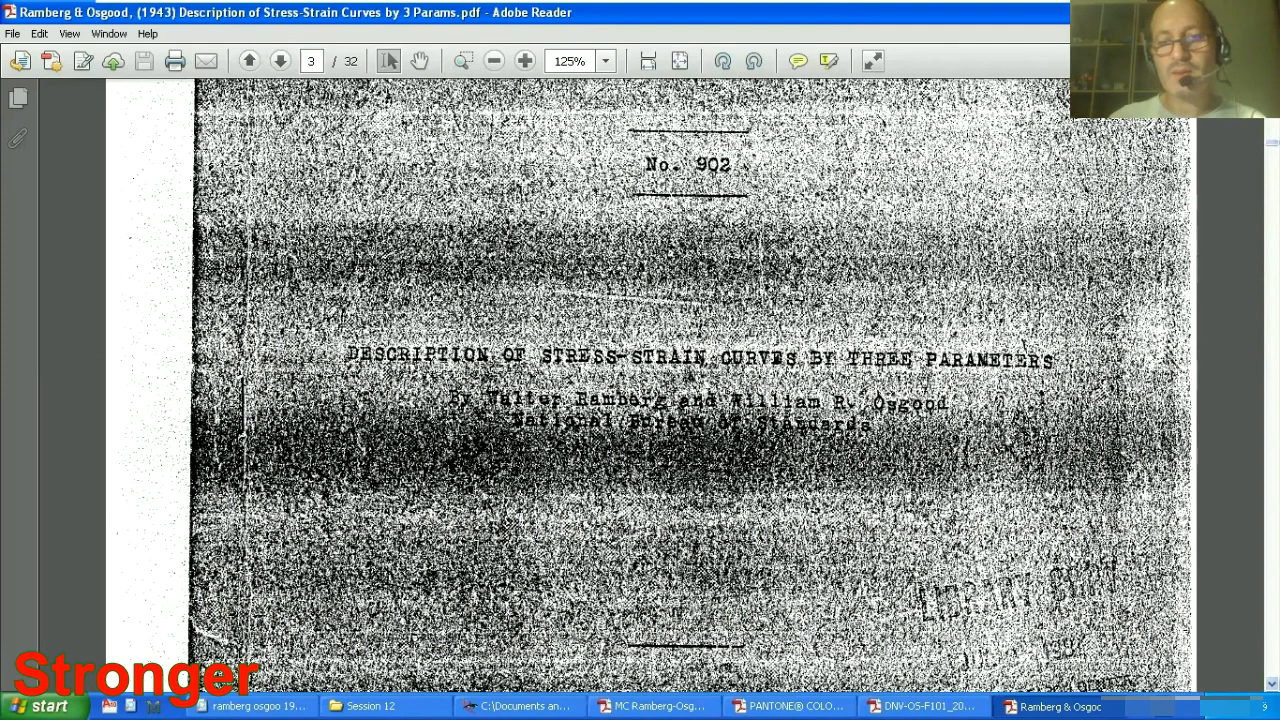 Ramberg & Osgood, (1943) Description of Stress-Strain Curves by 3 Params.pdf - Adobe Reader
File Edit View Window Help
3 / 32 125%
No. 902
DESCRIPTION OF STRESS-STRAIN CURVES BY THREE PARAMETERS
By Walter Ramberg and William R. Osgood
National Bureau of Standards
Stronger
start ramberg osgoo 19... Session 12 C:\Documents an... MC Ramberg-Osg... PANTONE® COLO... DNV-OS-F101_20... Ramberg & Osgoo 9